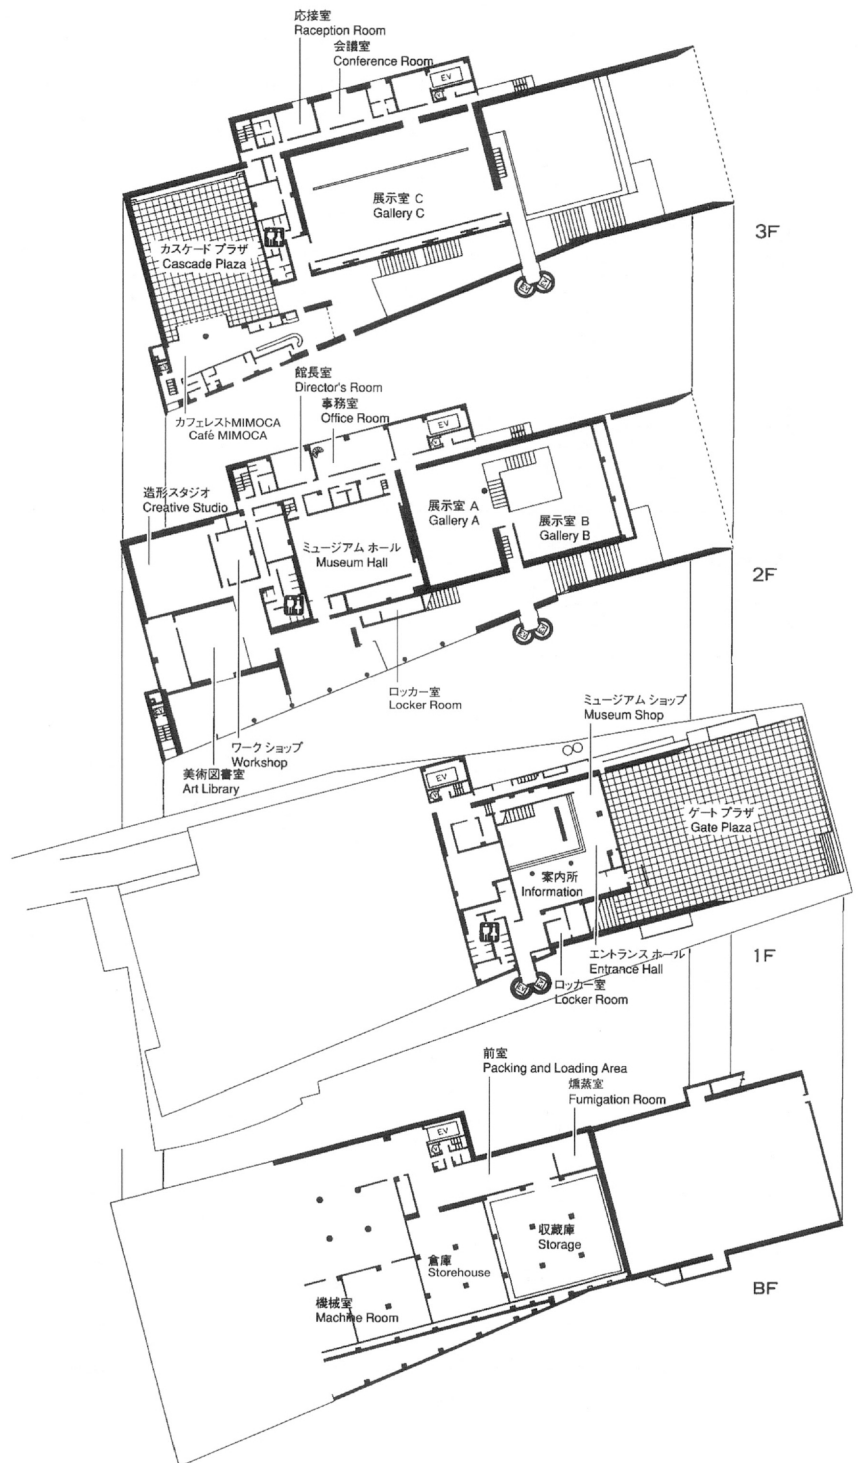 応接室
Raception Room
会議室
Conference Room
EV
展示室 C
Gallery C
カスケード プラザ
Cascade Plaza
3F
EV
EV
カフェレストMIMOCA
Café MIMOCA
館長室
Director's Room
事務室
Office Room
EV
造形スタジオ
Creative Studio
展示室 A
Gallery A
展示室 B
Gallery B
ミュージアム ホール
Museum Hall
2F
ロッカー室
Locker Room
ワーク ショップ
Workshop
美術図書室
Art Library
ミュージアム ショップ
Museum Shop
EV
ゲート プラザ
Gate Plaza
案内所
Information
エントランス ホール
Entrance Hall
1F
EV
ロッカー室
Locker Room
前室
Packing and Loading Area
燻蒸室
Fumigation Room
EV
収蔵庫
Storage
倉庫
Storehouse
機械室
Machine Room
BF